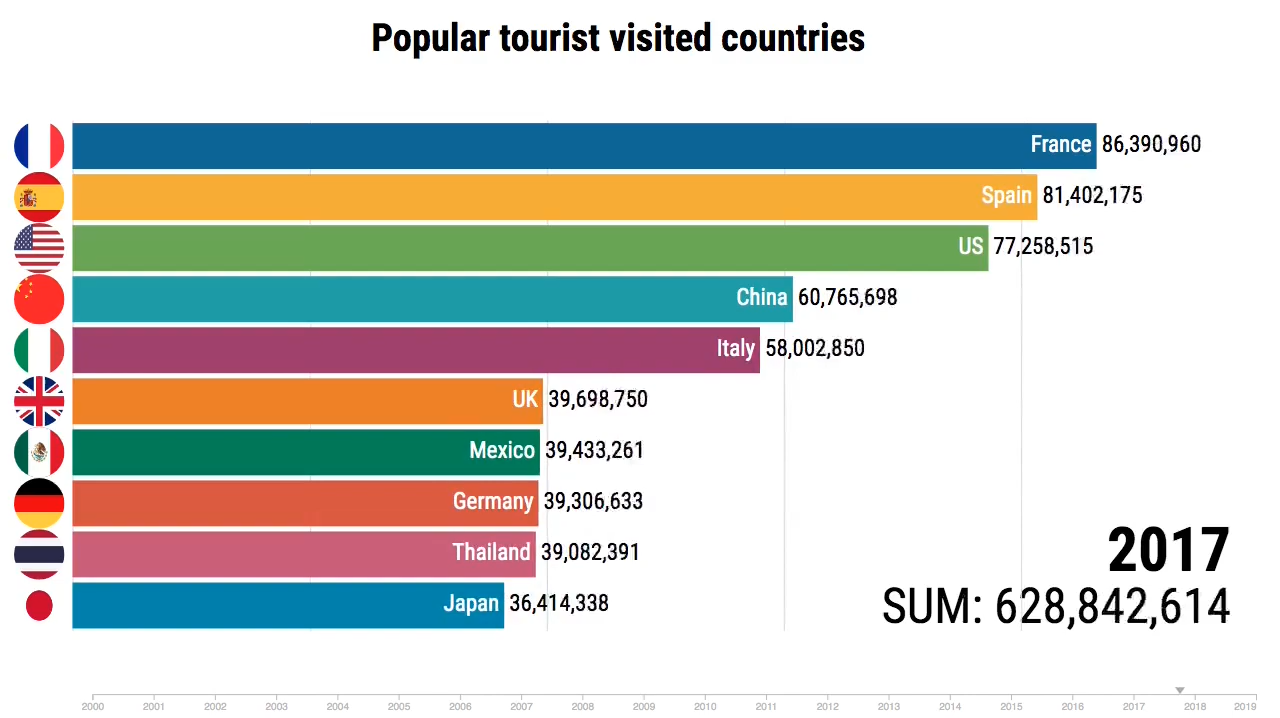 Popular tourist visited countries
France 86,390,960
Spain 81,402,175
US 77,258,515
China 60,765,698
Italy 58,002,850
UK 39,698,750
Mexico 39,433,261
Germany 39,306,633
Thailand 39,082,391
Japan 36,414,338
2017
SUM: 628,842,614
2000 2001 2002 2003 2004 2005 2006 2007 2008 2009 2010 2011 2012 2013 2014 2015 2016 2017 2018 2019